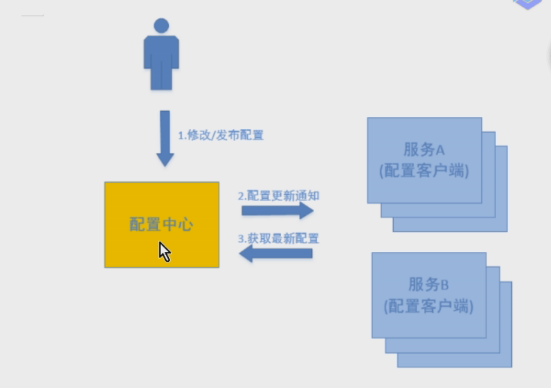 1.修改/发布配置
服务A
(配置客户端)
2.配置更新通知
配置中心
3.获取最新配置
服务B
(配置客户端)